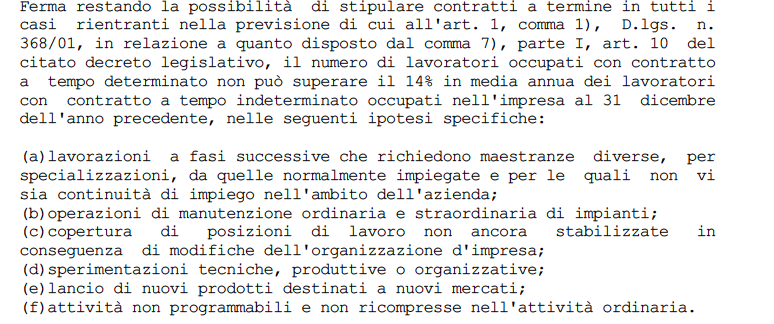 Ferma restando la possibilità di stipulare contratti a termine in tutti i
casi rientranti nella previsione di cui all'art. 1, comma 1), D.lgs. n.
368/01, in relazione a quanto disposto dal comma 7), parte I, art. 10 del
citato decreto legislativo, il numero di lavoratori occupati con contratto
a tempo determinato non può superare il 14% in media annua dei lavoratori
con contratto a tempo indeterminato occupati nell'impresa al 31 dicembre
dell'anno precedente, nelle seguenti ipotesi specifiche:
(a)lavorazioni a fasi successive che richiedono maestranze diverse, per
specializzazioni, da quelle normalmente impiegate e per le quali non vi
sia continuità di impiego nell'ambito dell'azienda;
(b)operazioni di manutenzione ordinaria e straordinaria di impianti;
(c)copertura di posizioni di lavoro non ancora stabilizzate in
conseguenza di modifiche dell'organizzazione d'impresa;
(d)sperimentazioni tecniche, produttive o organizzative;
(e)lancio di nuovi prodotti destinati a nuovi mercati;
(f)attività non programmabili e non ricompresse nell'attività ordinaria.